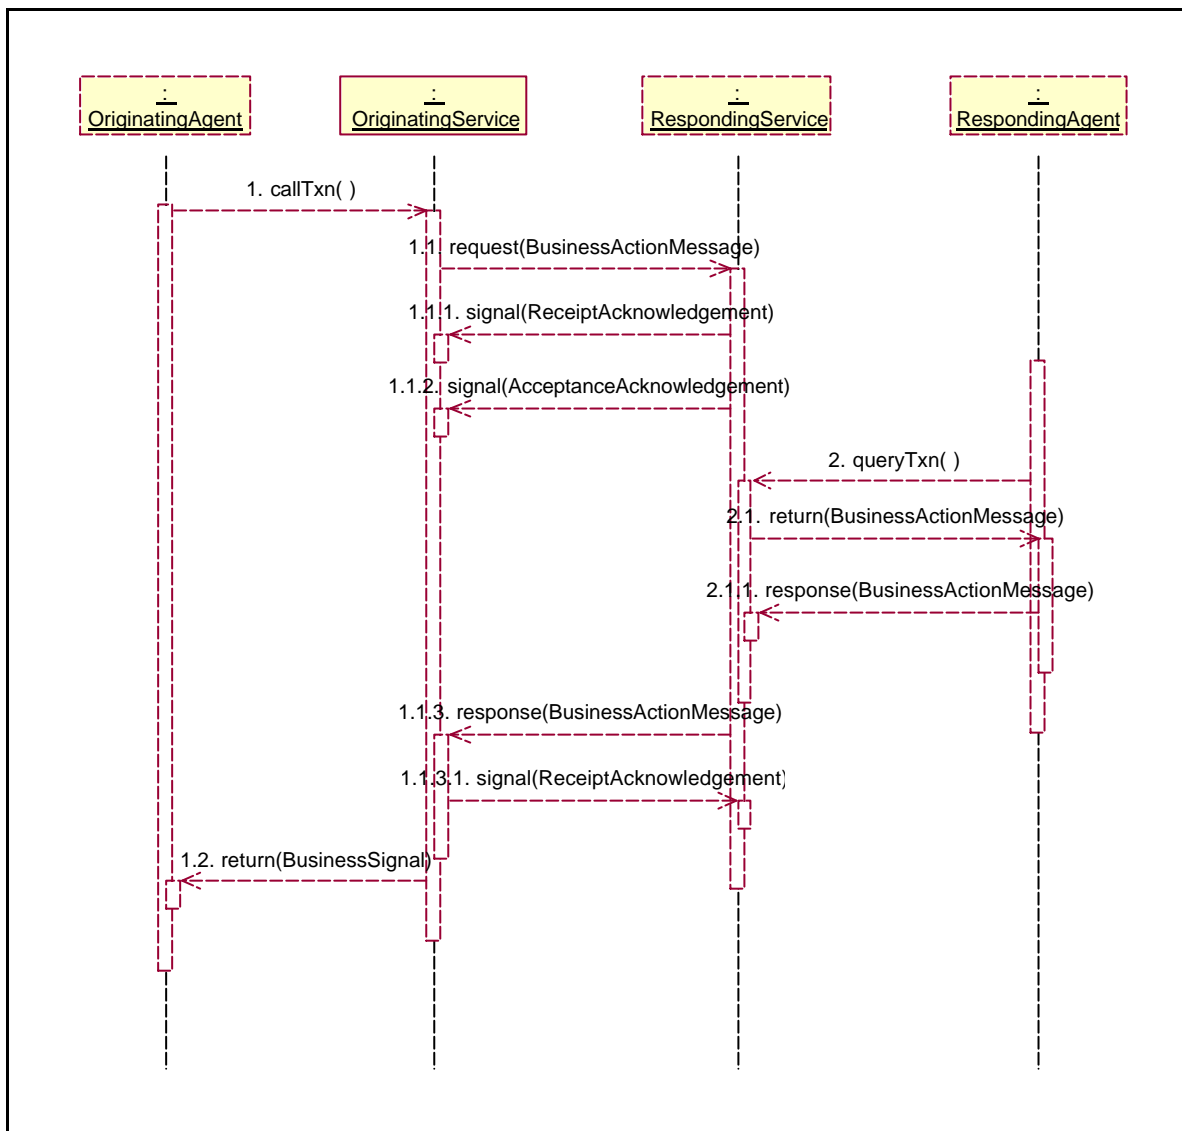 :
OriginatingAgent
:
OriginatingService
:
RespondingService
:
RespondingAgent
1. callTxn( )
1.1. request(BusinessActionMessage)
1.1.1. signal(ReceiptAcknowledgement)
1.1.2. signal(AcceptanceAcknowledgement)
2. queryTxn( )
2.1. return(BusinessActionMessage)
2.1.1. response(BusinessActionMessage)
1.1.3. response(BusinessActionMessage)
1.1.3.1. signal(ReceiptAcknowledgement)
1.2. return(BusinessSignal)